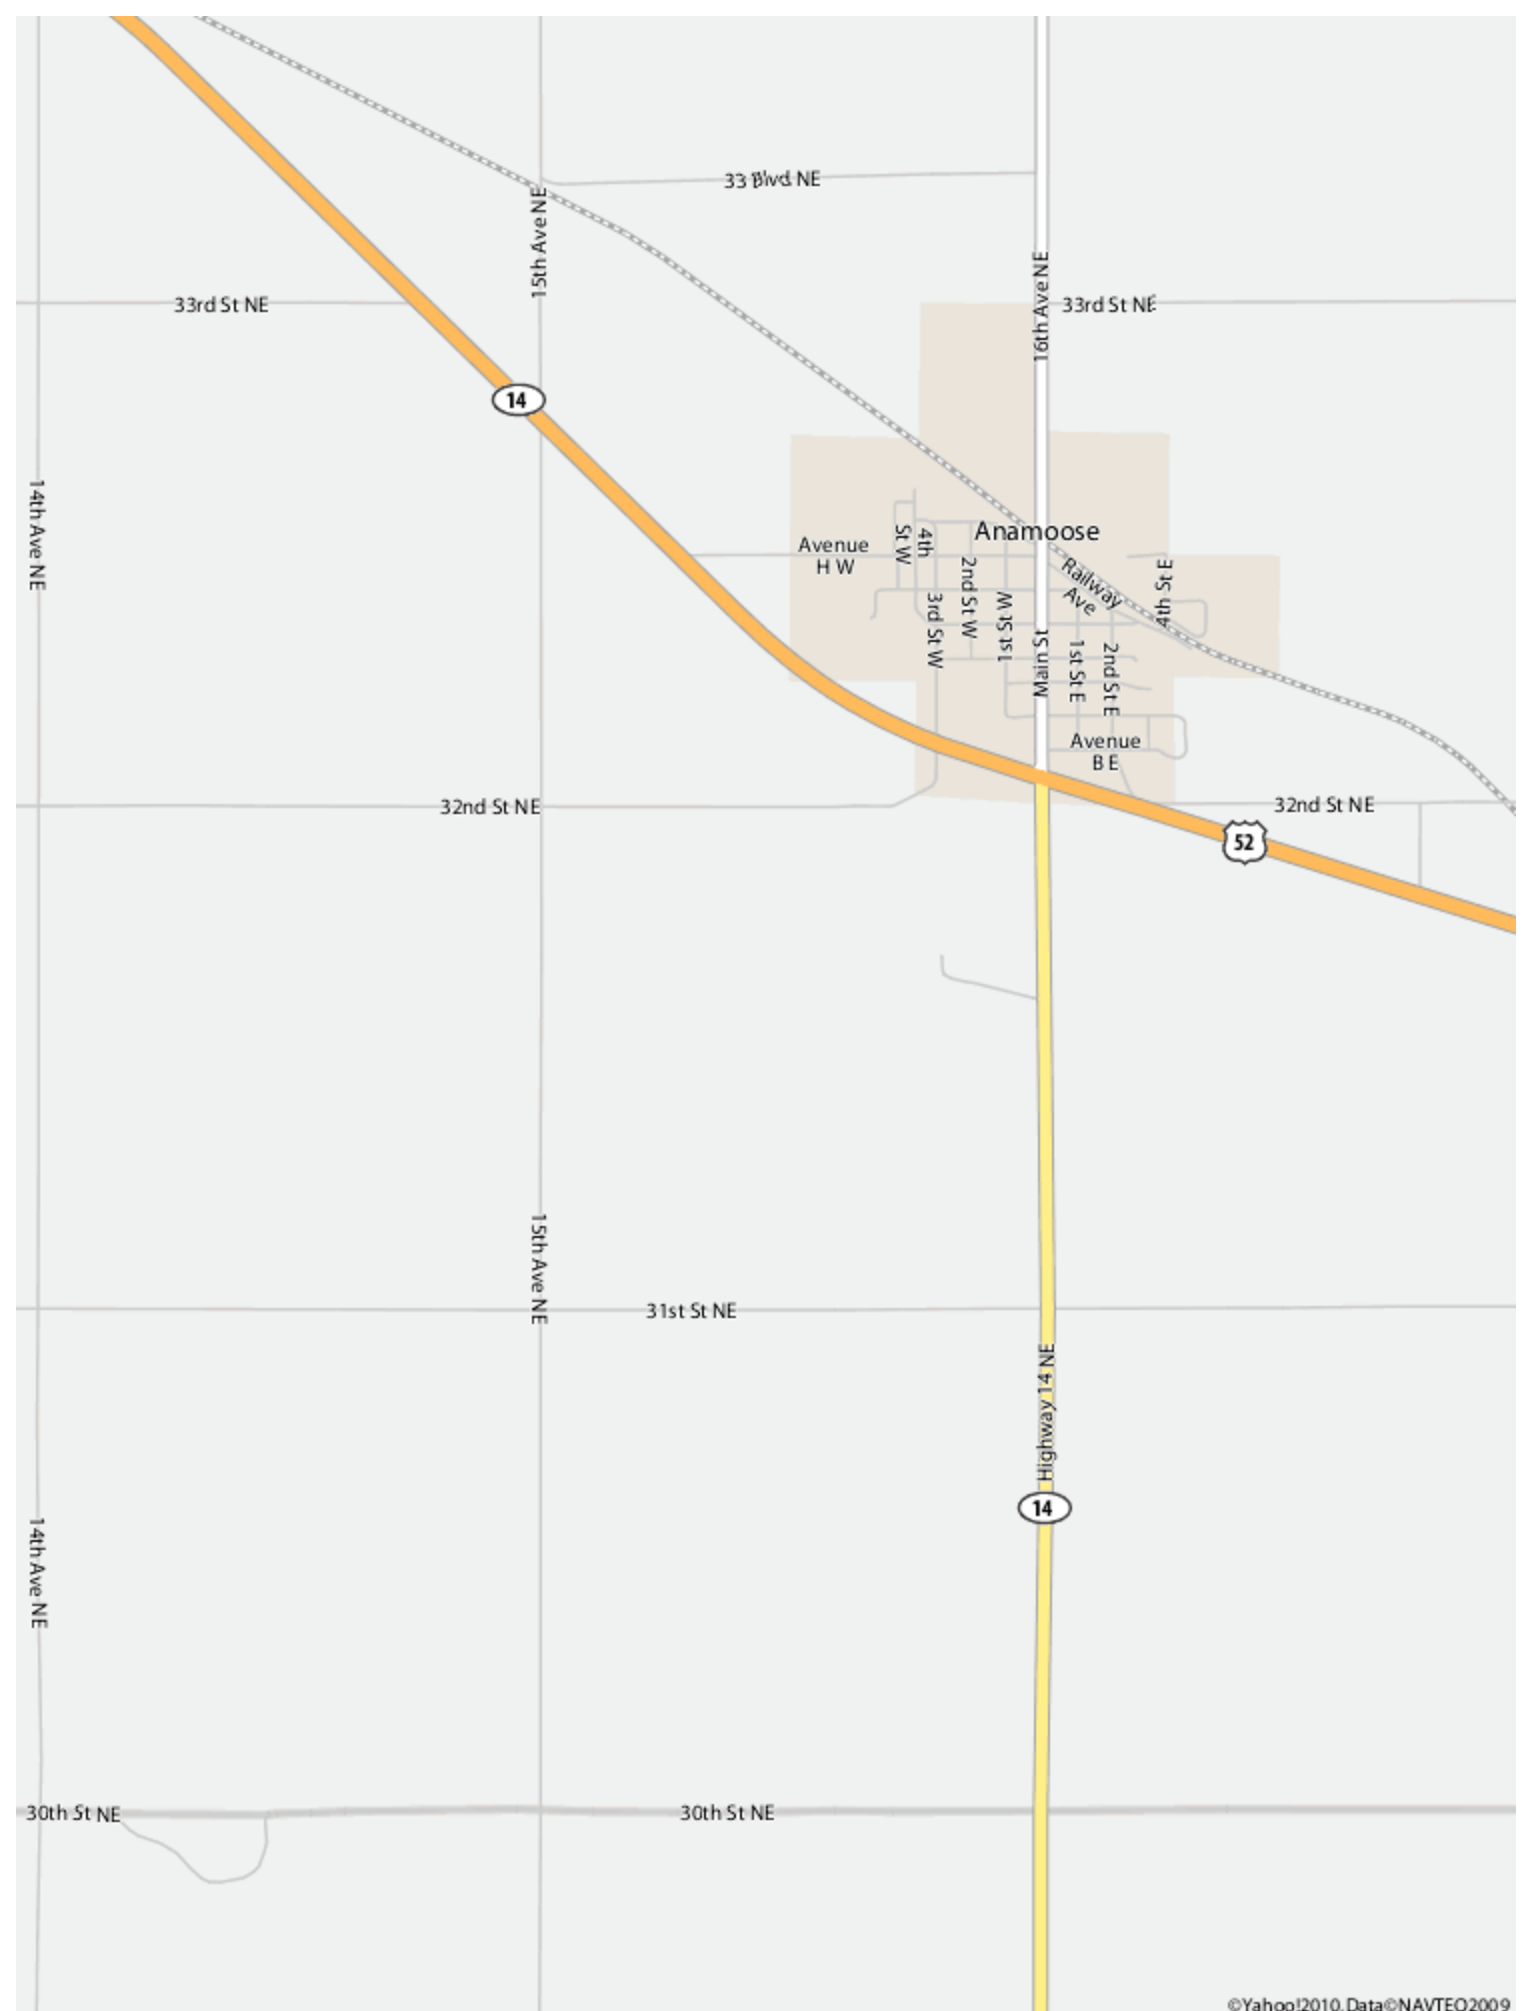 33 Blvd NE
15th Ave NE
33rd St NE
16th Ave NE
33rd St NE
14
14th Ave NE
Anamoose
Avenue
H W
4th
St W
2nd St W
3rd St W
1st St W
Railway
Ave
4th St E
Main St
1st St E
2nd St E
Avenue
B E
32nd St NE
32nd St NE
52
15th Ave NE
31st St NE
Highway 14 NE
14
14th Ave NE
30th St NE
30th St NE
©Yahoo!2010, Data©NAVTEQ2009